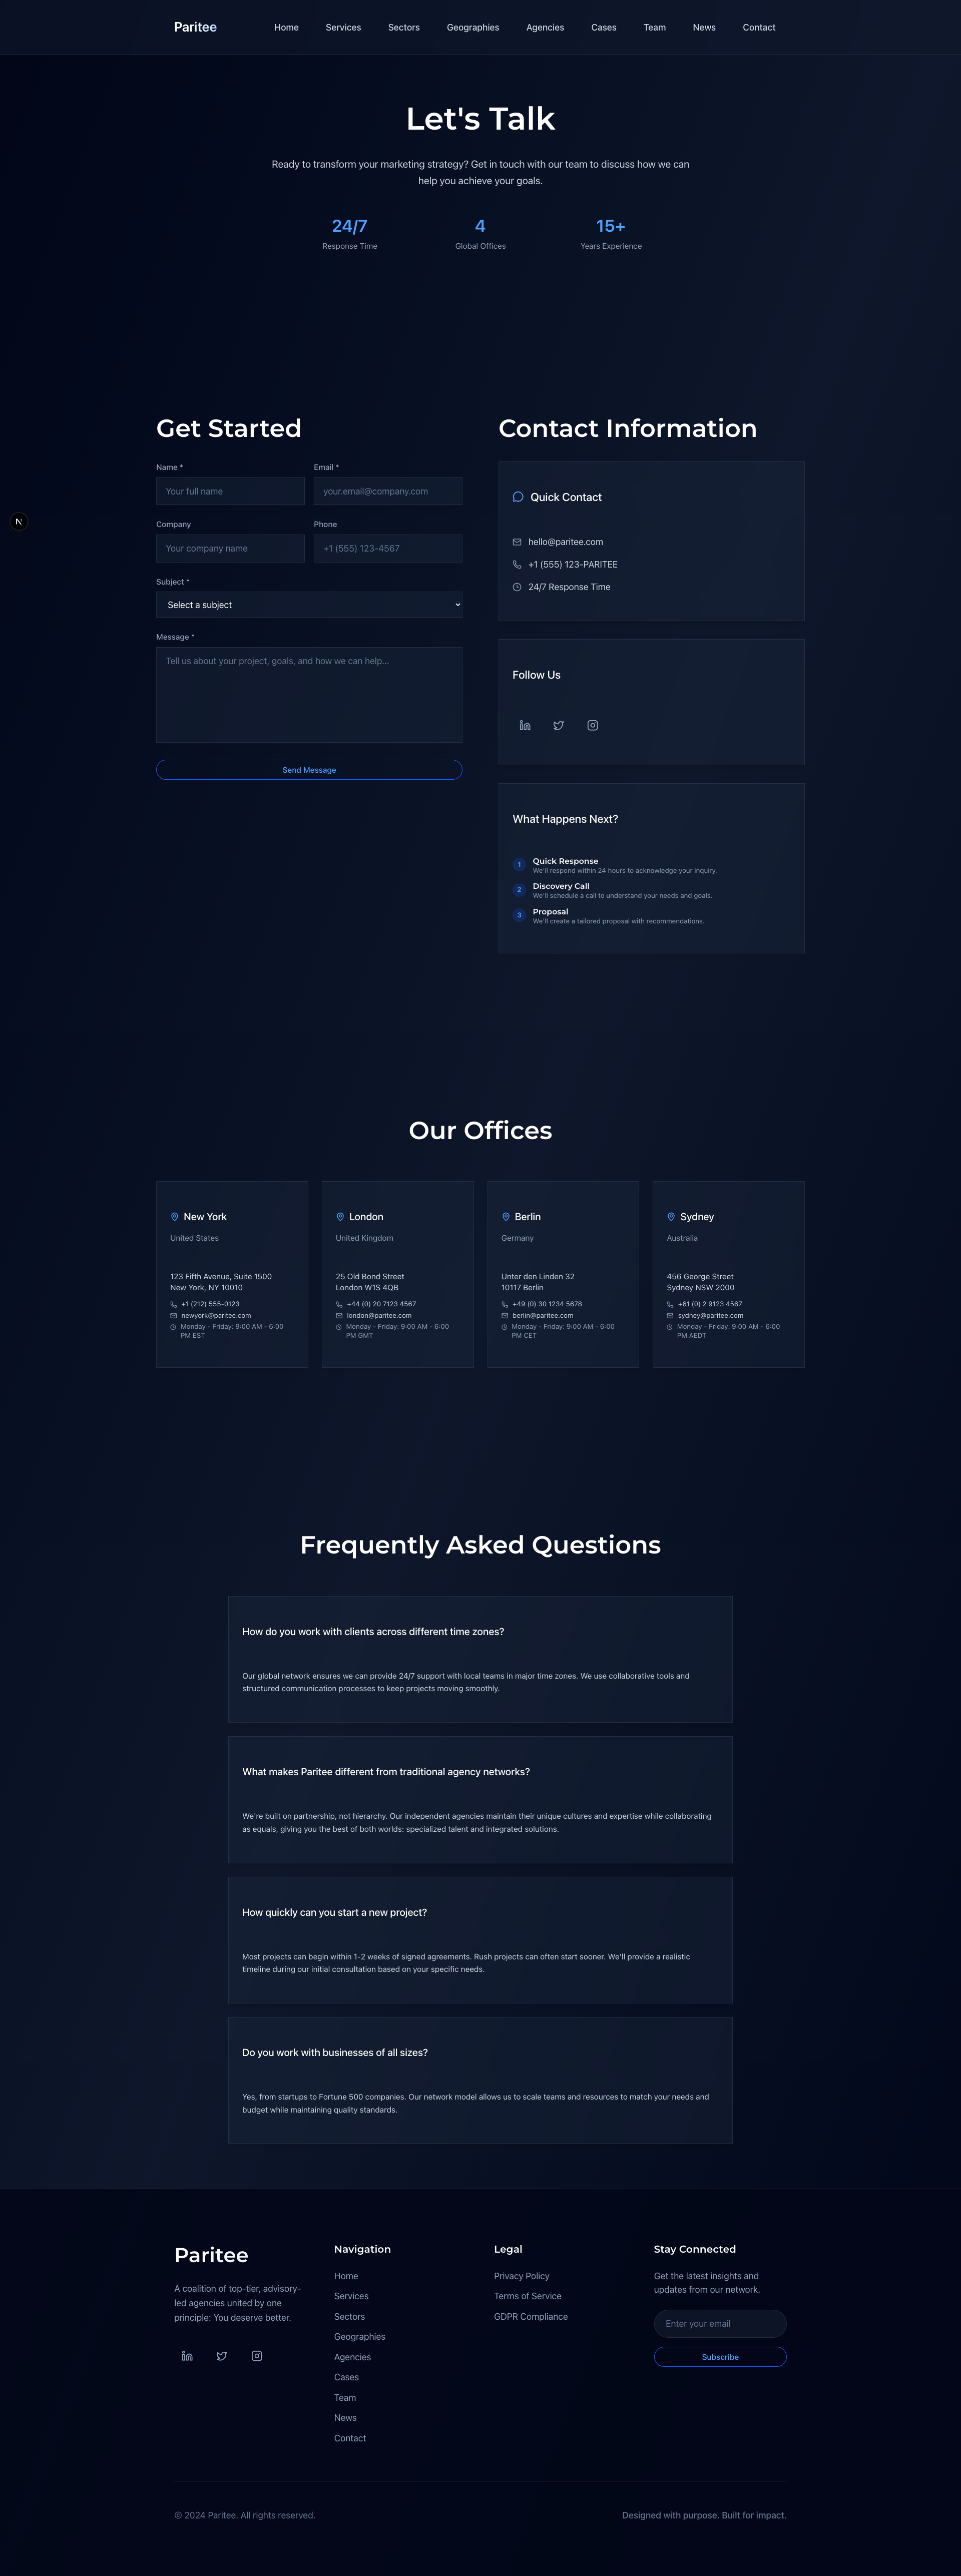 Paritee
Home
Services
Sectors
Geographies
Agencies
Cases
Team
News
Contact
Let's Talk
Ready to transform your marketing strategy? Get in touch with our team to discuss how we can
help you achieve your goals.
24/7
Response Time
4
Global Offices
15+
Years Experience
Get Started
Name *
Email *
Your full name
your.email@company.com
Company
Phone
Your company name
+1 (555) 123-4567
Subject *
Select a subject
Message *
Tell us about your project, goals, and how we can help...
Send Message
N
Contact Information
Quick Contact
hello@paritee.com
+1 (555) 123-PARITEE
24/7 Response Time
Follow Us
What Happens Next?
1
Quick Response
We'll respond within 24 hours to acknowledge your inquiry.
2
Discovery Call
We'll schedule a call to understand your needs and goals.
3
Proposal
We'll create a tailored proposal with recommendations.
Our Offices
New York
United States
123 Fifth Avenue, Suite 1500
New York, NY 10010
+1 (212) 555-0123
newyork@paritee.com
Monday - Friday: 9:00 AM - 6:00
PM EST
London
United Kingdom
25 Old Bond Street
London W1S 4QB
+44 (0) 20 7123 4567
london@paritee.com
Monday - Friday: 9:00 AM - 6:00
PM GMT
Berlin
Germany
Unter den Linden 32
10117 Berlin
+49 (0) 30 1234 5678
berlin@paritee.com
Monday - Friday: 9:00 AM - 6:00
PM CET
Sydney
Australia
456 George Street
Sydney NSW 2000
+61 (0) 2 9123 4567
sydney@paritee.com
Monday - Friday: 9:00 AM - 6:00
PM AEDT
Frequently Asked Questions
How do you work with clients across different time zones?
Our global network ensures we can provide 24/7 support with local teams in major time zones. We use collaborative tools and
structured communication processes to keep projects moving smoothly.
What makes Paritee different from traditional agency networks?
We're built on partnership, not hierarchy. Our independent agencies maintain their unique cultures and expertise while collaborating
as equals, giving you the best of both worlds: specialized talent and integrated solutions.
How quickly can you start a new project?
Most projects can begin within 1-2 weeks of signed agreements. Rush projects can often start sooner. We'll provide a realistic
timeline during our initial consultation based on your specific needs.
Do you work with businesses of all sizes?
Yes, from startups to Fortune 500 companies. Our network model allows us to scale teams and resources to match your needs and
budget while maintaining quality standards.
Paritee
A coalition of top-tier, advisory-
led agencies united by one
principle: You deserve better.
Navigation
Home
Services
Sectors
Geographies
Agencies
Cases
Team
News
Contact
Legal
Privacy Policy
Terms of Service
GDPR Compliance
Stay Connected
Get the latest insights and
updates from our network.
Enter your email
Subscribe
© 2024 Paritee. All rights reserved.
Designed with purpose. Built for impact.